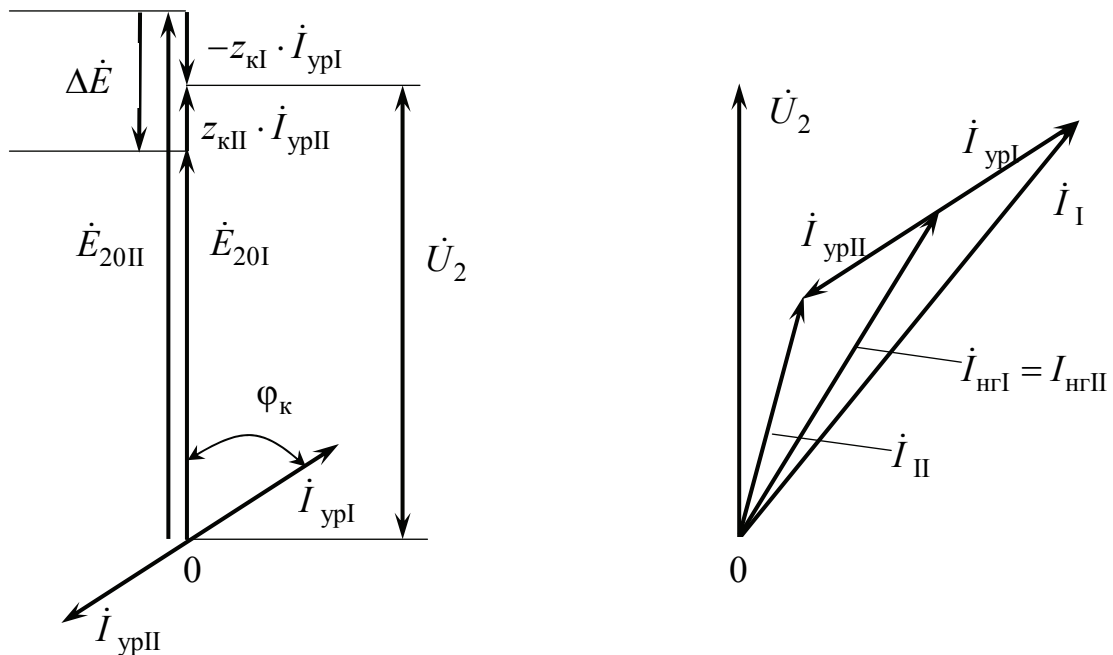 −z_кI · İ_урI
ΔĖ
z_кII · İ_урII
Ė_20II
Ė_20I
U̇_2
φ_к
İ_урI
0
İ_урII
U̇_2
İ_урI
İ_I
İ_урII
İ_нгI = I_нгII
İ_II
0